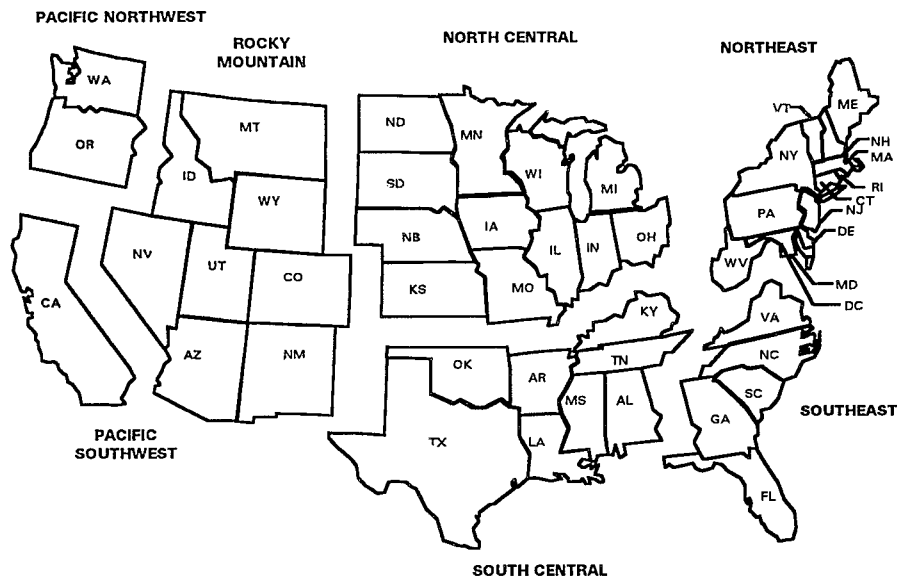 PACIFIC NORTHWEST
ROCKY
MOUNTAIN
NORTH CENTRAL
NORTHEAST
WA
OR
MT
ID
WY
NV
UT
CO
AZ
NM
CA
PACIFIC
SOUTHWEST
ND
MN
SD
WI
MI
IA
NB
IL
IN
OH
KS
MO
VT
ME
NH
MA
NY
RI
CT
PA
NJ
DE
WV
MD
DC
KY
VA
OK
AR
TN
NC
TX
LA
MS
AL
GA
SC
SOUTHEAST
FL
SOUTH CENTRAL